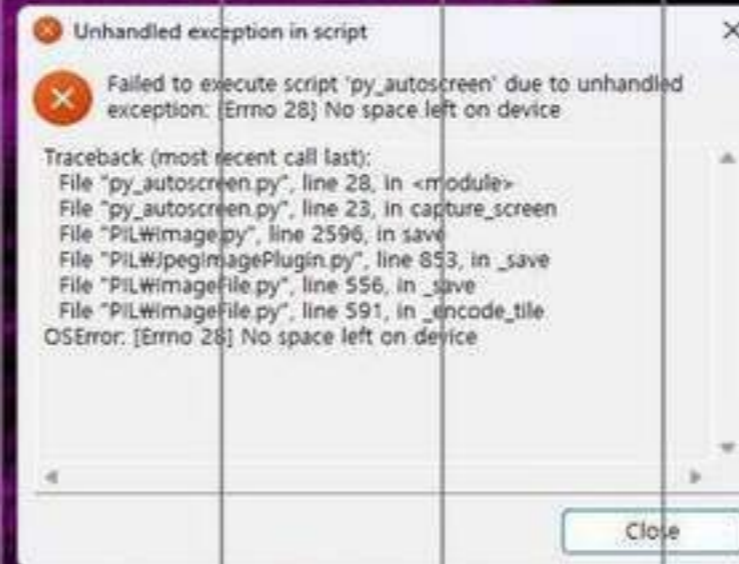 Unhandled exception in script
Failed to execute script 'py_autoscreen' due to unhandled
exception: [Errno 28] No space left on device
Traceback (most recent call last):
File "py_autoscreen.py", line 28, in <module>
File "py_autoscreen.py", line 23, in capture_screen
File "PIL₩Image.py", line 2596, in save
File "PIL₩JpegImagePlugin.py", line 853, in _save
File "PIL₩ImageFile.py", line 556, in _save
File "PIL₩ImageFile.py", line 591, in _encode_tile
OSError: [Errno 28] No space left on device
Close